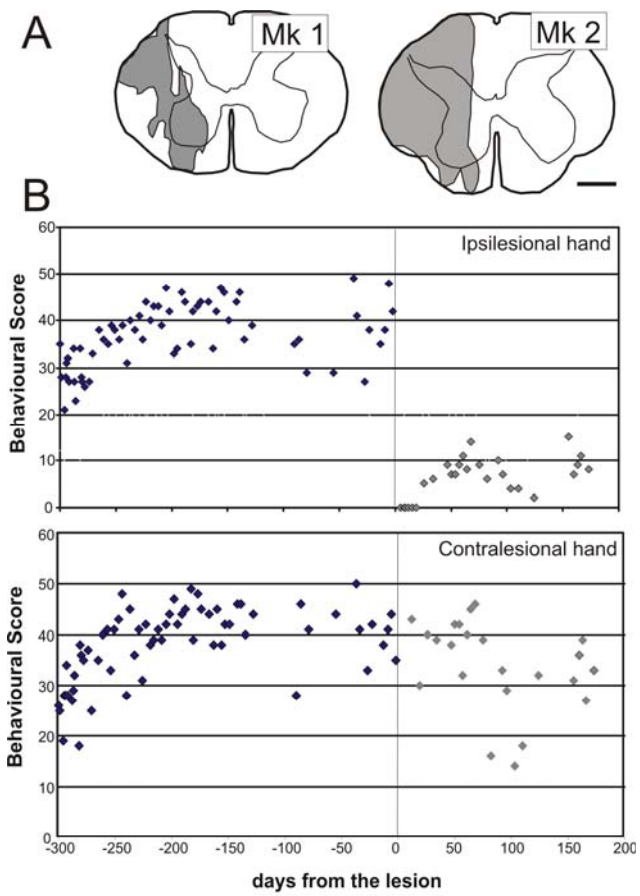 A
Mk 1
Mk 2
B
Behavioural Score
60
50
40
30
20
10
0
Ipsilesional hand
Behavioural Score
60
50
40
30
20
10
0
Contralesional hand
-300 -250 -200 -150 -100 -50 0 50 100 150 200
days from the lesion